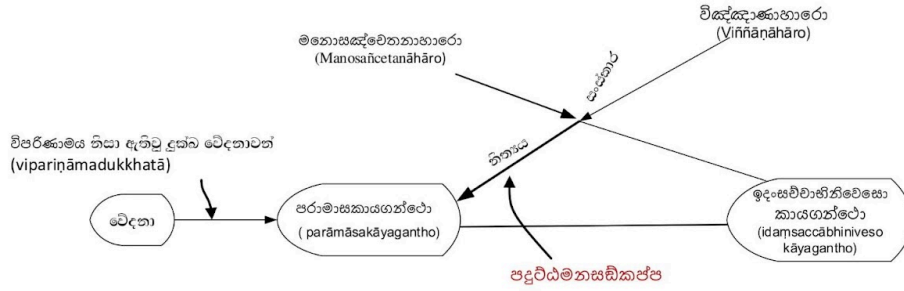 විඤ්ඤාණාහාරො
(Viññāṇāhāro)
මනොසඤ්චෙතනාහාරො
(Manosañcetanāhāro)
සංස්කාර
විපරිණාමය නිසා ඇතිවූ දුක්ඛ වේදනාවන්
(vipariṇāmadukkhatā)
නිත්‍යය
වේදනා
පරාමාසකායගන්ථො
( parāmāsakāyagantho)
ඉදංසච්චාභිනිවෙසො
කායගන්ථො
(idaṃsaccābhiniveso
kāyagantho)
පදුට්ඨමනසඞ්කප්ප